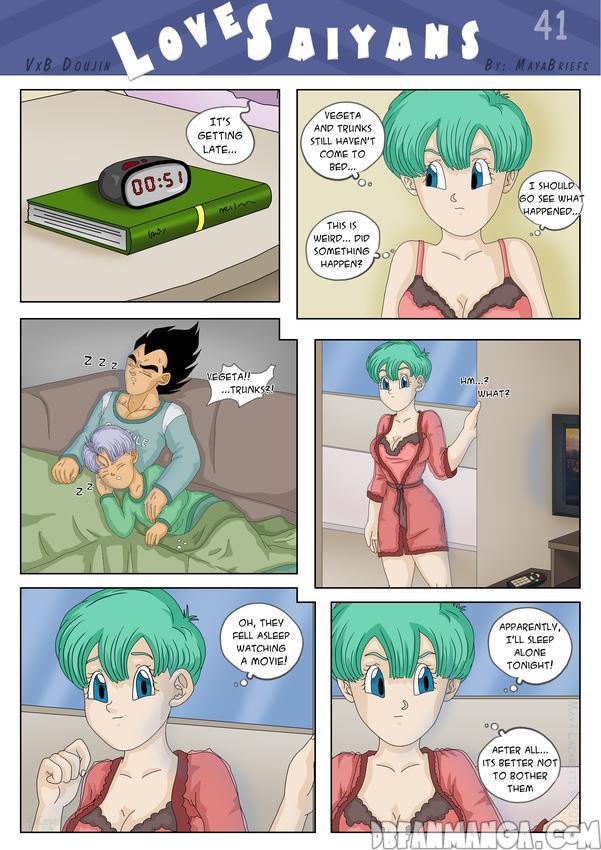 LOVE SAIYANS
41
VXB DOUJIN
BY: MAYABRIEFS
IT'S
GETTING
LATE...
00:51
VEGETA
AND TRUNKS
STILL HAVEN'T
COME TO
BED...
I SHOULD
GO SEE WHAT
HAPPENED...
THIS IS
WEIRD... DID
SOMETHING
HAPPEN?
Z Z Z
Z Z
VEGETA!!
...TRUNKS?!
HM...?
WHAT?
OH, THEY
FELL ASLEEP
WATCHING
A MOVIE!
APPARENTLY,
I'LL SLEEP
ALONE
TONIGHT!
AFTER ALL...
ITS BETTER NOT
TO BOTHER
THEM
DBFANMANGA.COM